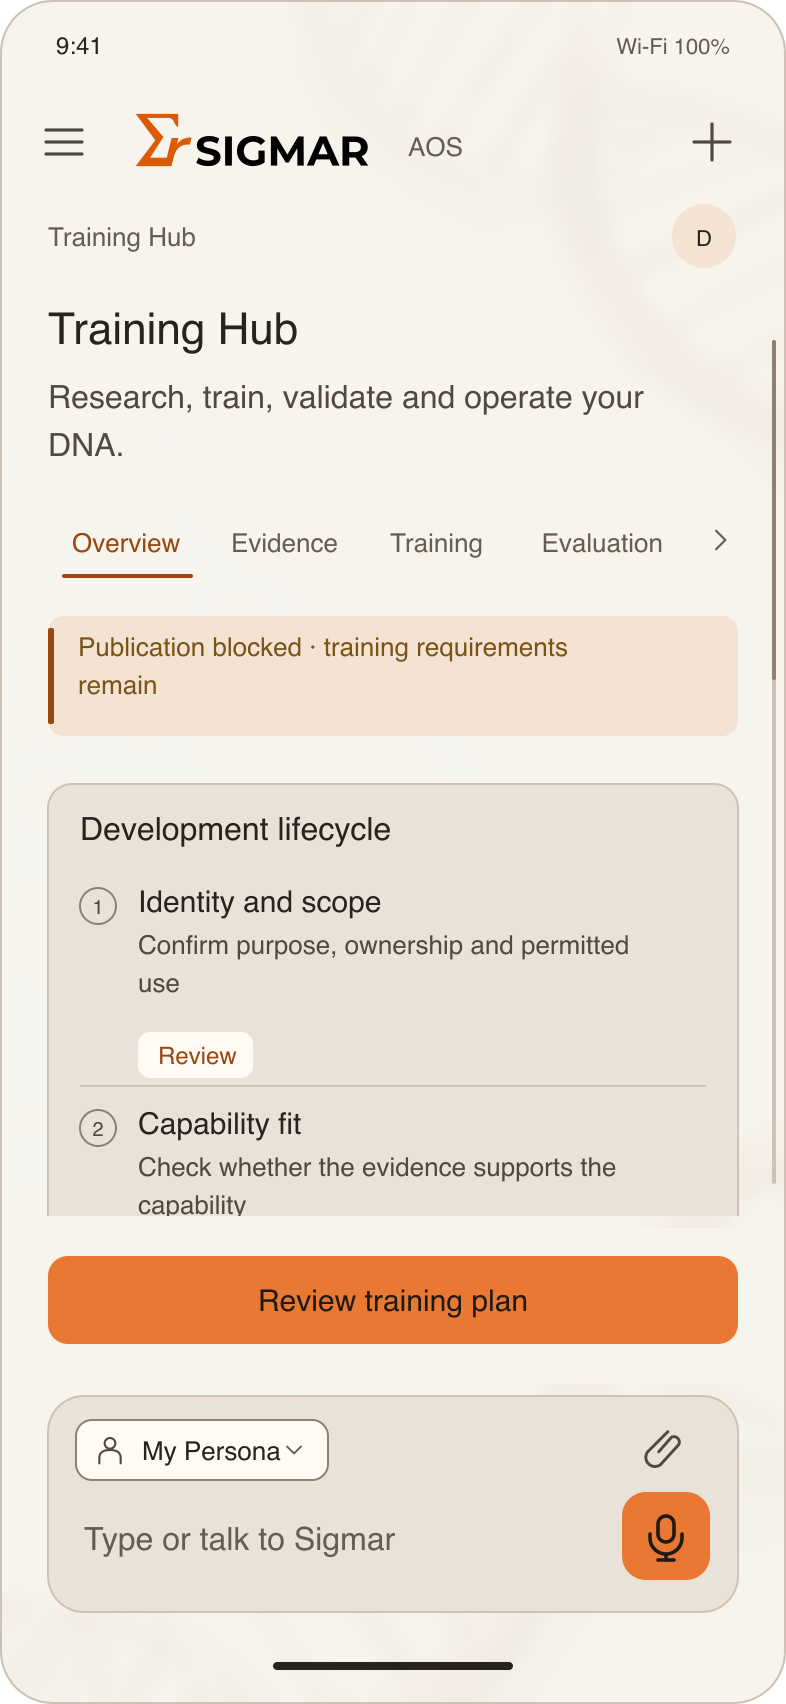 9:41
Wi-Fi 100%
Σr SIGMAR AOS
Training Hub
D
Training Hub
Research, train, validate and operate your
DNA.
Overview Evidence Training Evaluation
Publication blocked · training requirements
remain
Development lifecycle
1 Identity and scope
Confirm purpose, ownership and permitted
use
Review
2 Capability fit
Check whether the evidence supports the
capability
Review training plan
My Persona
Type or talk to Sigmar